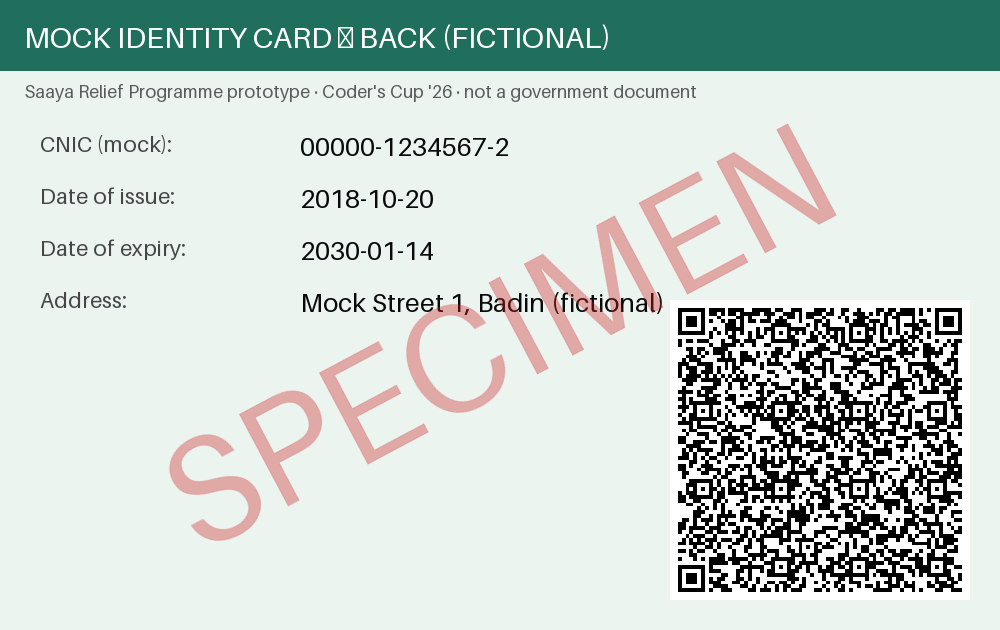 MOCK IDENTITY CARD BACK (FICTIONAL)
Saaya Relief Programme prototype · Coder's Cup '26 · not a government document
CNIC (mock): 00000-1234567-2
Date of issue: 2018-10-20
Date of expiry: 2030-01-14
Address: Mock Street 1, Badin (fictional)
SPECIMEN